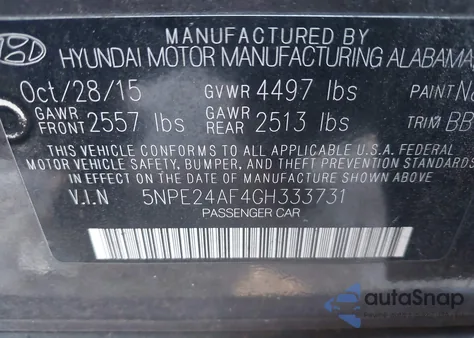 MANUFACTURED BY
HYUNDAI MOTOR MANUFACTURING ALABAMA
Oct/28/15 GVWR 4497 lbs PAINT
GAWR FRONT 2557 lbs GAWR REAR 2513 lbs TRIM BB
THIS VEHICLE CONFORMS TO ALL APPLICABLE U.S.A. FEDERAL
MOTOR VEHICLE SAFETY, BUMPER, AND THEFT PREVENTION STANDARDS
IN EFFECT ON THE DATE OF MANUFACTURE SHOWN ABOVE
V.I.N 5NPE24AF4GH333731
PASSENGER CAR
autoSnap